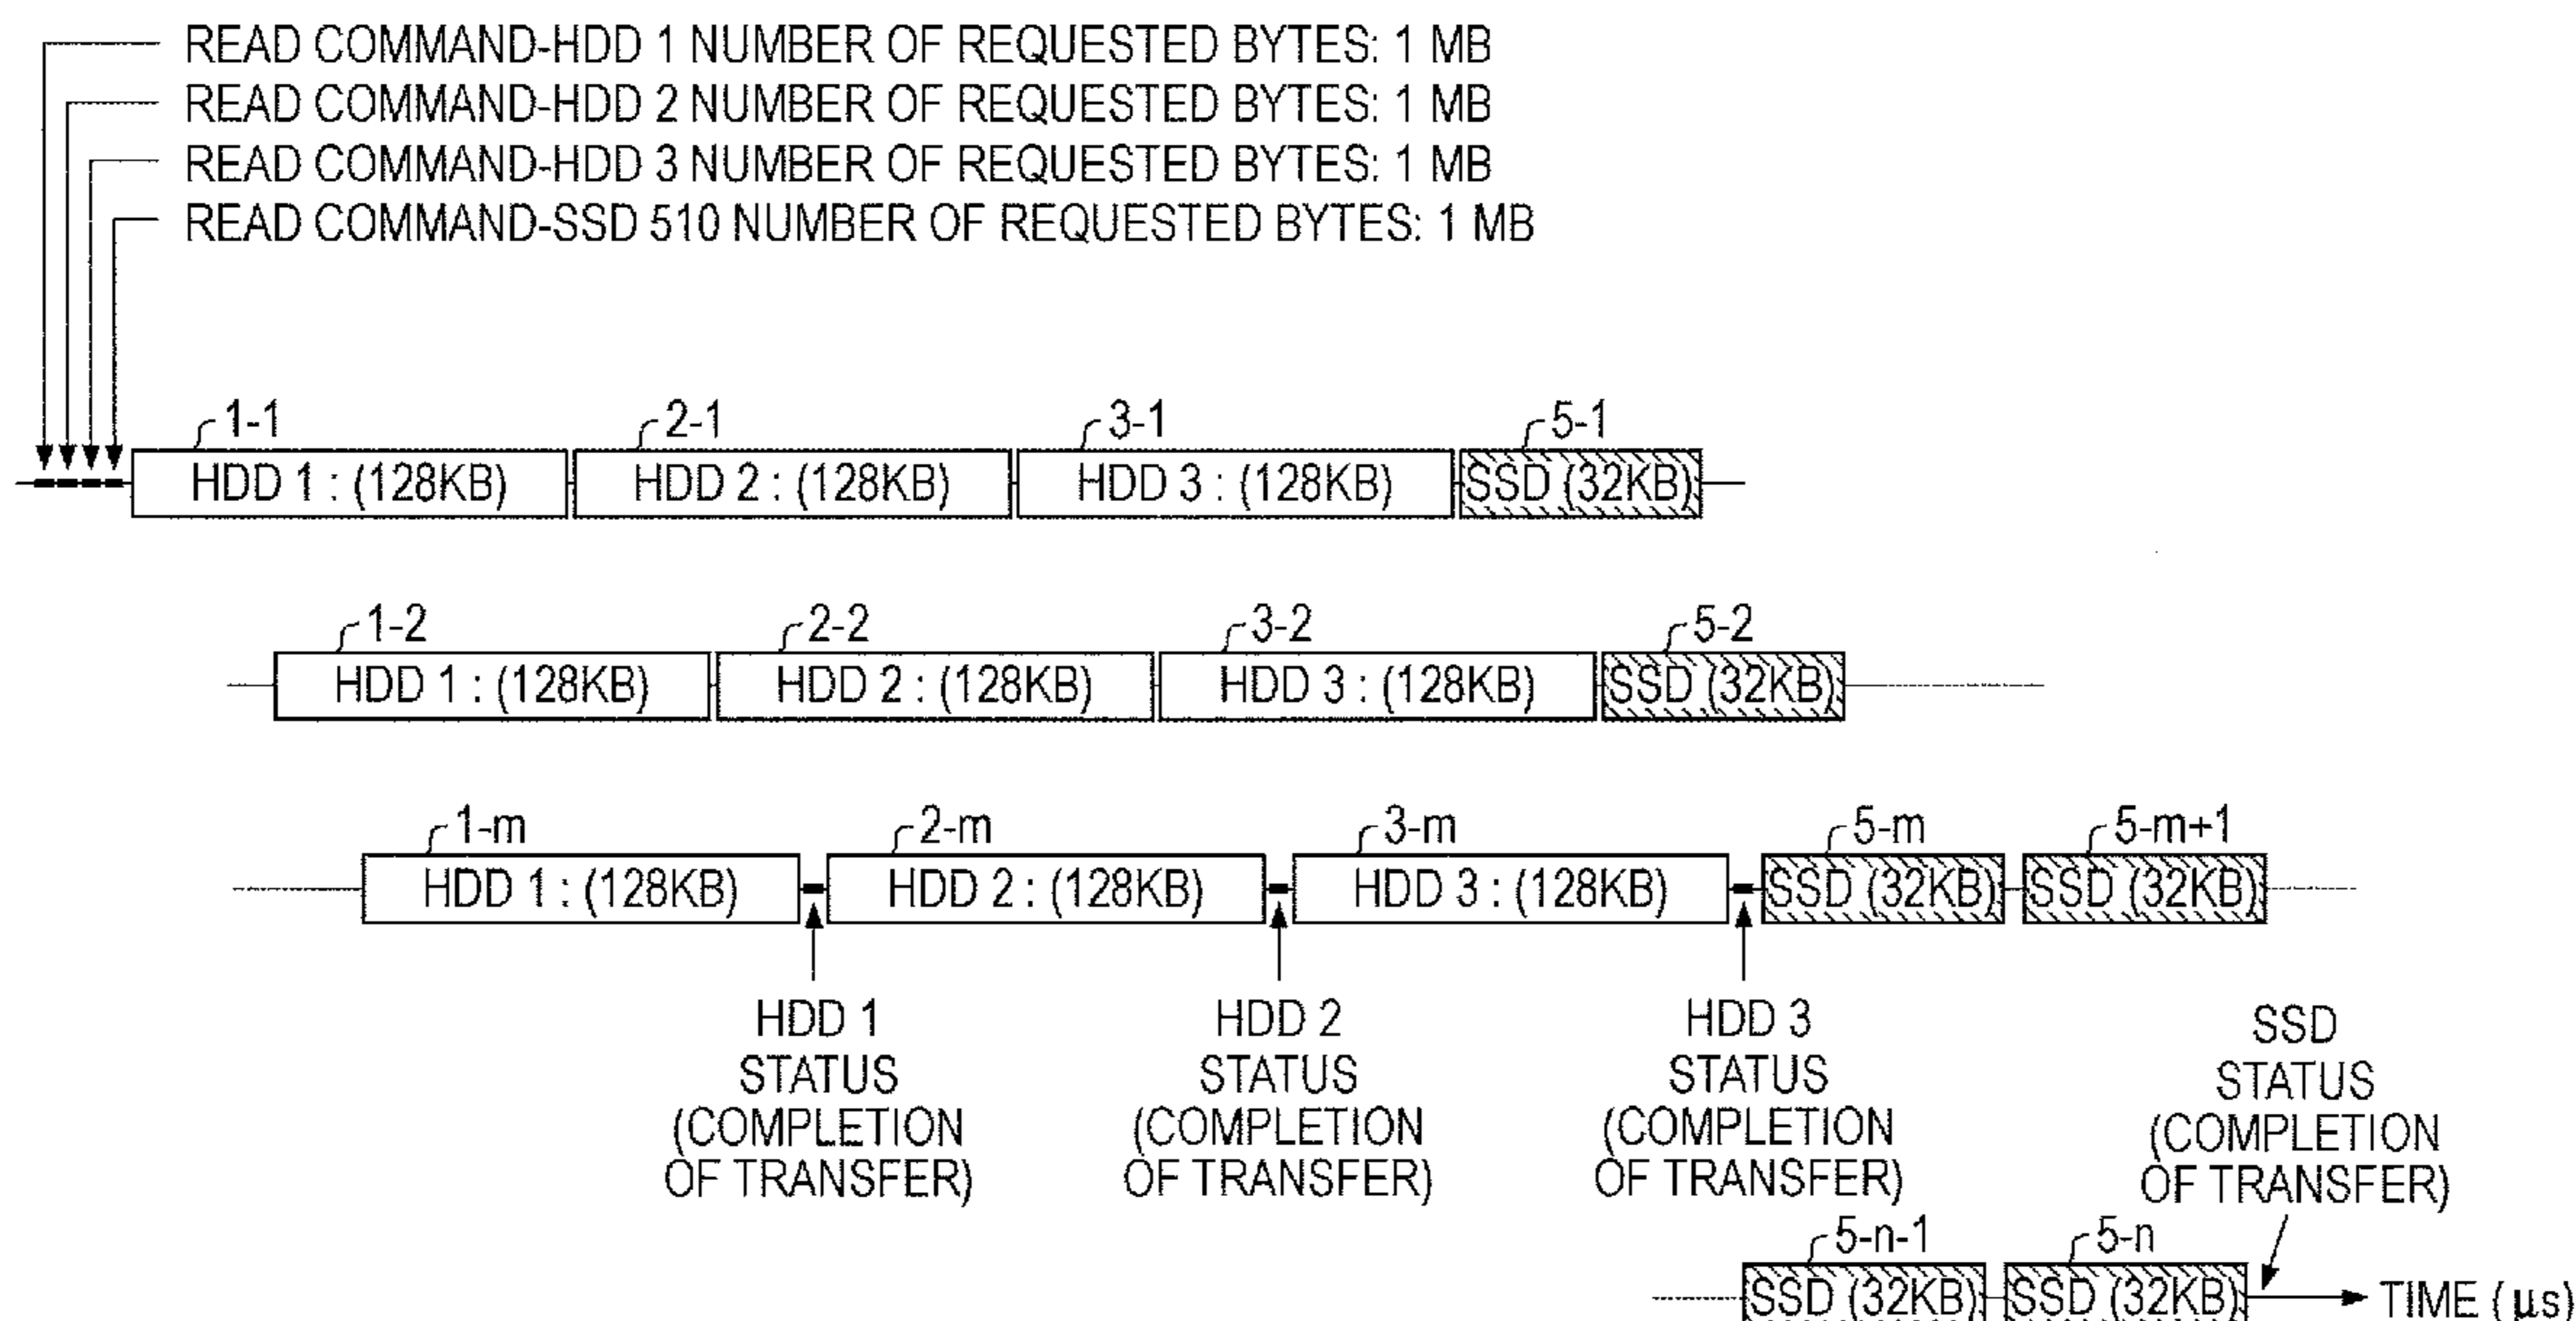 READ COMMAND-HDD 1 NUMBER OF REQUESTED BYTES: 1 MB
READ COMMAND-HDD 2 NUMBER OF REQUESTED BYTES: 1 MB
READ COMMAND-HDD 3 NUMBER OF REQUESTED BYTES: 1 MB
READ COMMAND-SSD 510 NUMBER OF REQUESTED BYTES: 1 MB
1-1 2-1 3-1 5-1
HDD 1 : (128KB) HDD 2 : (128KB) HDD 3 : (128KB) SSD (32KB)
1-2 2-2 3-2 5-2
HDD 1 : (128KB) HDD 2 : (128KB) HDD 3 : (128KB) SSD (32KB)
1-m 2-m 3-m 5-m 5-m+1
HDD 1 : (128KB) HDD 2 : (128KB) HDD 3 : (128KB) SSD (32KB) SSD (32KB)
HDD 1
STATUS
(COMPLETION
OF TRANSFER)
HDD 2
STATUS
(COMPLETION
OF TRANSFER)
HDD 3
STATUS
(COMPLETION
OF TRANSFER)
SSD
STATUS
(COMPLETION
OF TRANSFER)
5-n-1 5-n
SSD (32KB) SSD (32KB) TIME (µs)